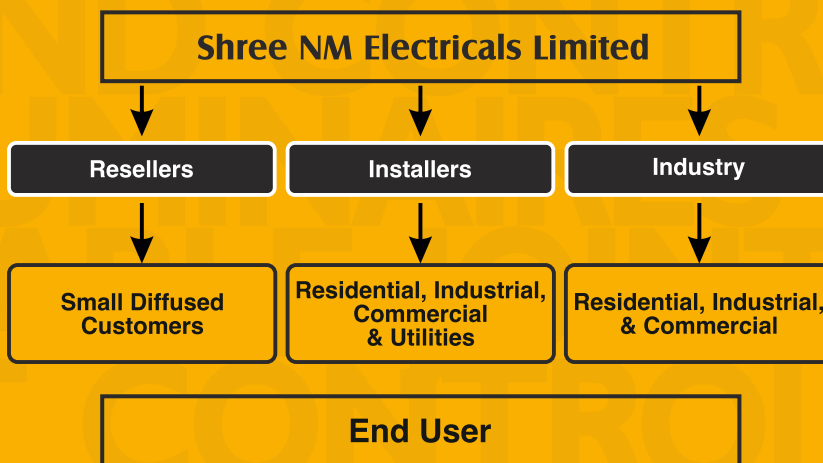 Shree NM Electricals Limited
Resellers
Installers
Industry
Small Diffused
Customers
Residential, Industrial,
Commercial
& Utilities
Residential, Industrial,
& Commercial
End User